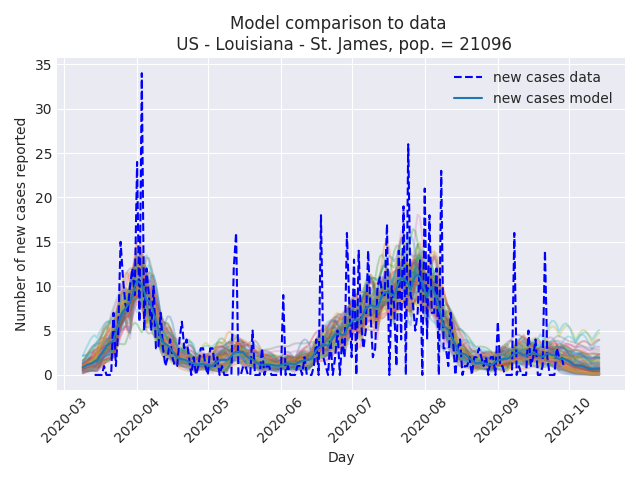 Model comparison to data
US - Louisiana - St. James, pop. = 21096
new cases data
new cases model
Number of new cases reported
35
30
25
20
15
10
5
0
2020-03
2020-04
2020-05
2020-06
2020-07
2020-08
2020-09
2020-10
Day